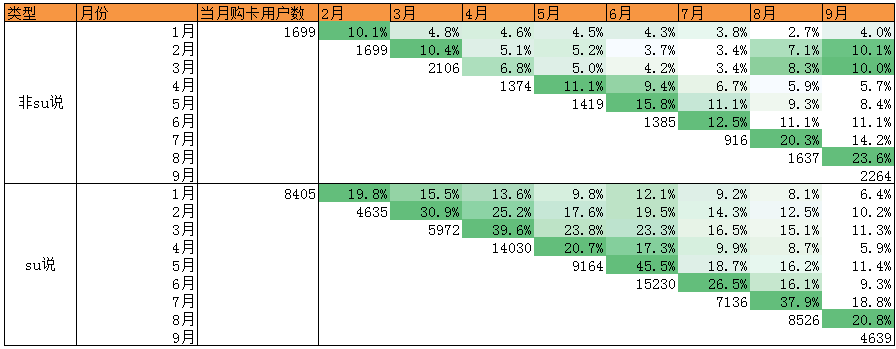 类型 月份 当月购卡用户数 2月 3月 4月 5月 6月 7月 8月 9月
1月 1699 10.1% 4.8% 4.6% 4.5% 4.3% 3.8% 2.7% 4.0%
2月 1699 10.4% 5.1% 5.2% 3.7% 3.4% 7.1% 10.1%
3月 2106 6.8% 5.0% 4.2% 3.4% 8.3% 10.0%
4月 1374 11.1% 9.4% 6.7% 5.9% 5.7%
非su说 5月 1419 15.8% 11.1% 9.3% 8.4%
6月 1385 12.5% 11.1% 11.1%
7月 916 20.3% 14.2%
8月 1637 23.6%
9月 2264
1月 8405 19.8% 15.5% 13.6% 9.8% 12.1% 9.2% 8.1% 6.4%
2月 4635 30.9% 25.2% 17.6% 19.5% 14.3% 12.5% 10.2%
3月 5972 39.6% 23.8% 23.3% 16.5% 15.1% 11.3%
4月 14030 20.7% 17.3% 9.9% 8.7% 5.9%
su说 5月 9164 45.5% 18.7% 16.2% 11.4%
6月 15230 26.5% 16.1% 9.3%
7月 7136 37.9% 18.8%
8月 8526 20.8%
9月 4639